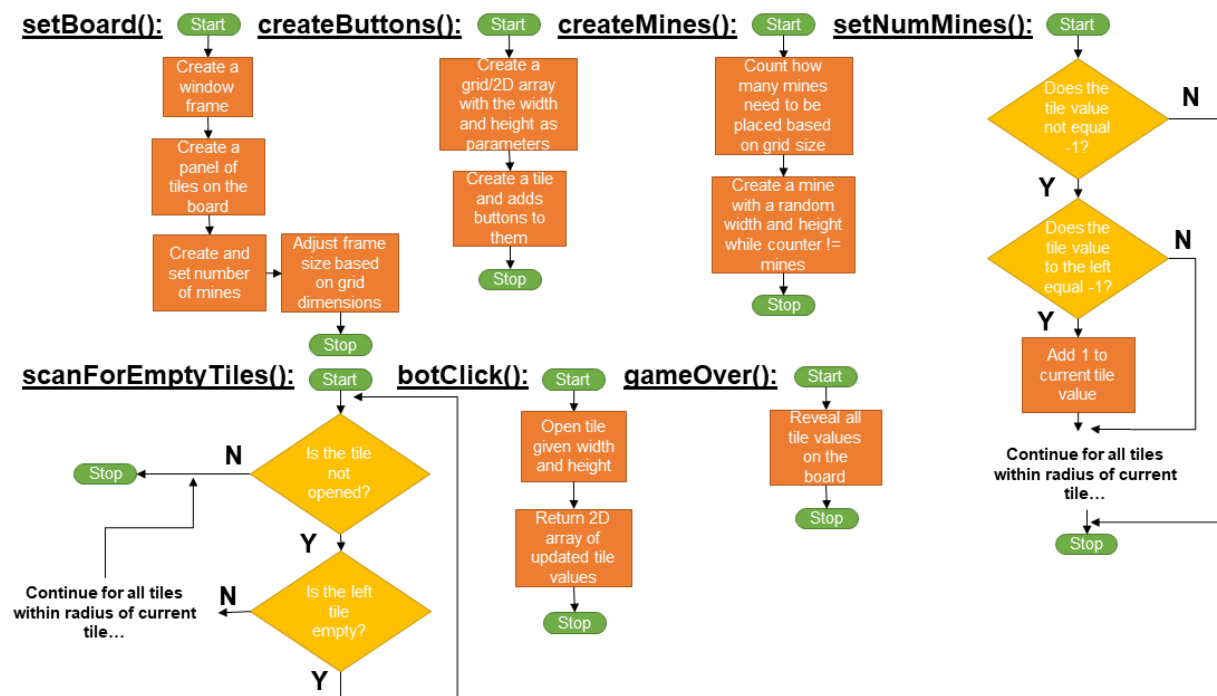 setBoard():
Start
Create a
window
frame
Create a
panel of
tiles on the
board
Create and
set number
of mines
Adjust frame
size based
on grid
dimensions
Stop
createButtons():
Start
Create a
grid/2D array
with the width
and height as
parameters
Create a tile
and adds
buttons to
them
Stop
createMines():
Start
Count how
many mines
need to be
placed based
on grid size
Create a mine
with a random
width and height
while counter !=
mines
Stop
setNumMines():
Start
Does the
tile value
not equal
-1?
N
Y
Does the
tile value
to the left
equal -1?
N
Y
Add 1 to
current tile
value
Continue for all tiles
within radius of current
tile…
Stop
scanForEmptyTiles():
Start
Is the tile
not
opened?
N
Stop
Y
Is the left
tile
empty?
N
Continue for all tiles
within radius of current
tile…
Y
botClick():
Start
Open tile
given width
and height
Return 2D
array of
updated tile
values
Stop
gameOver():
Start
Reveal all
tile values
on the
board
Stop